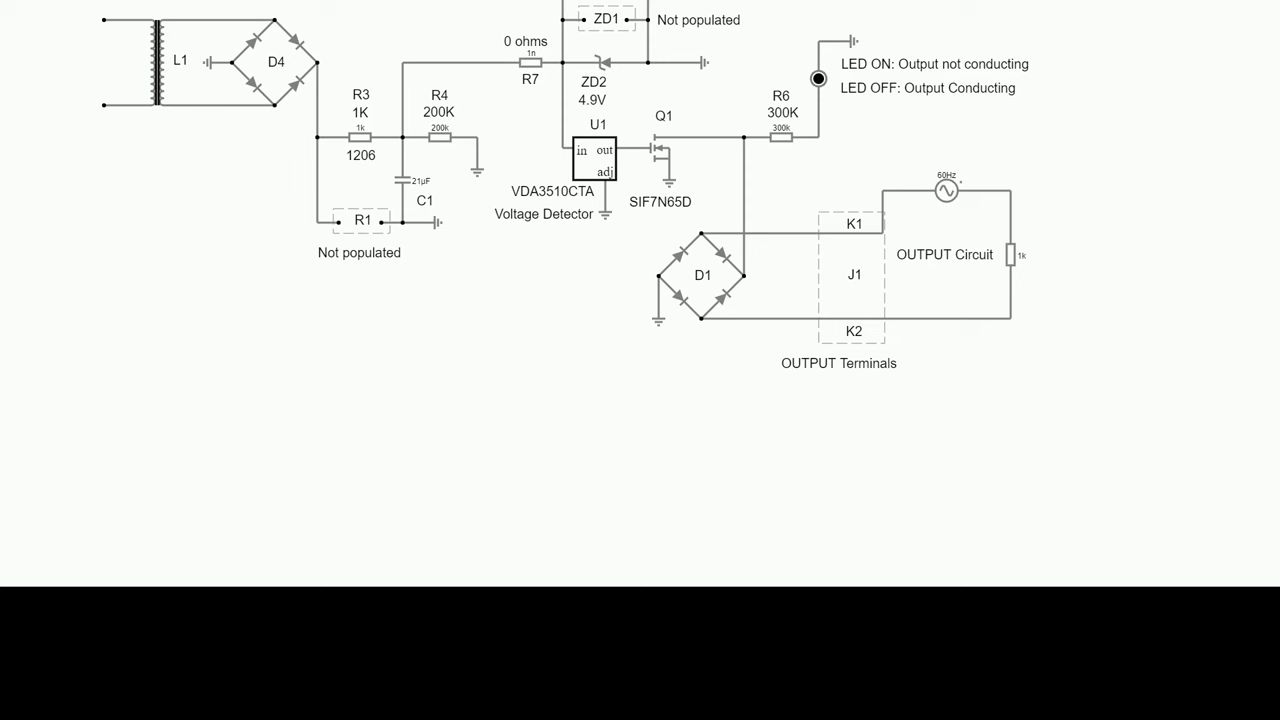 ZD1
Not populated
0 ohms
1n
R7
L1
D4
ZD2
4.9V
LED ON: Output not conducting
LED OFF: Output Conducting
R3
1K
1k
1206
R4
200K
200k
R6
300K
300k
Q1
U1
in out
adj
VDA3510CTA
Voltage Detector
SIF7N65D
21μF
C1
R1
Not populated
60Hz
K1
OUTPUT Circuit
1k
D1
J1
K2
OUTPUT Terminals